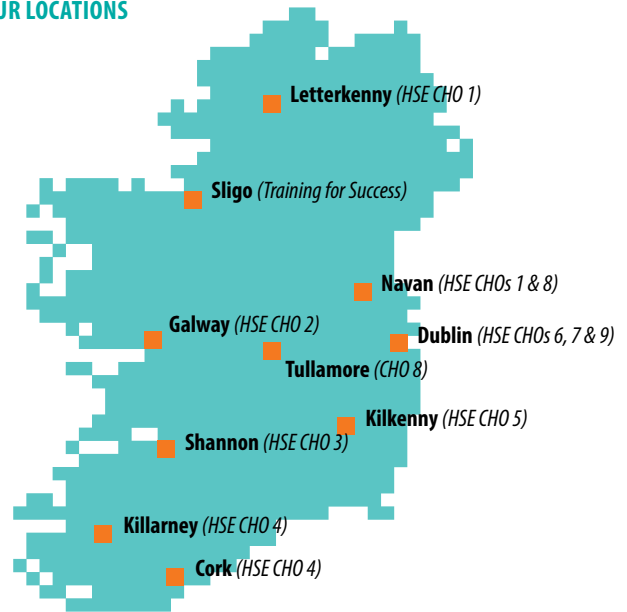 UR LOCATIONS
Letterkenny (HSE CHO 1)
Sligo (Training for Success)
Navan (HSE CHOs 1 & 8)
Galway (HSE CHO 2)
Dublin (HSE CHOs 6, 7 & 9)
Tullamore (CHO 8)
Kilkenny (HSE CHO 5)
Shannon (HSE CHO 3)
Killarney (HSE CHO 4)
Cork (HSE CHO 4)